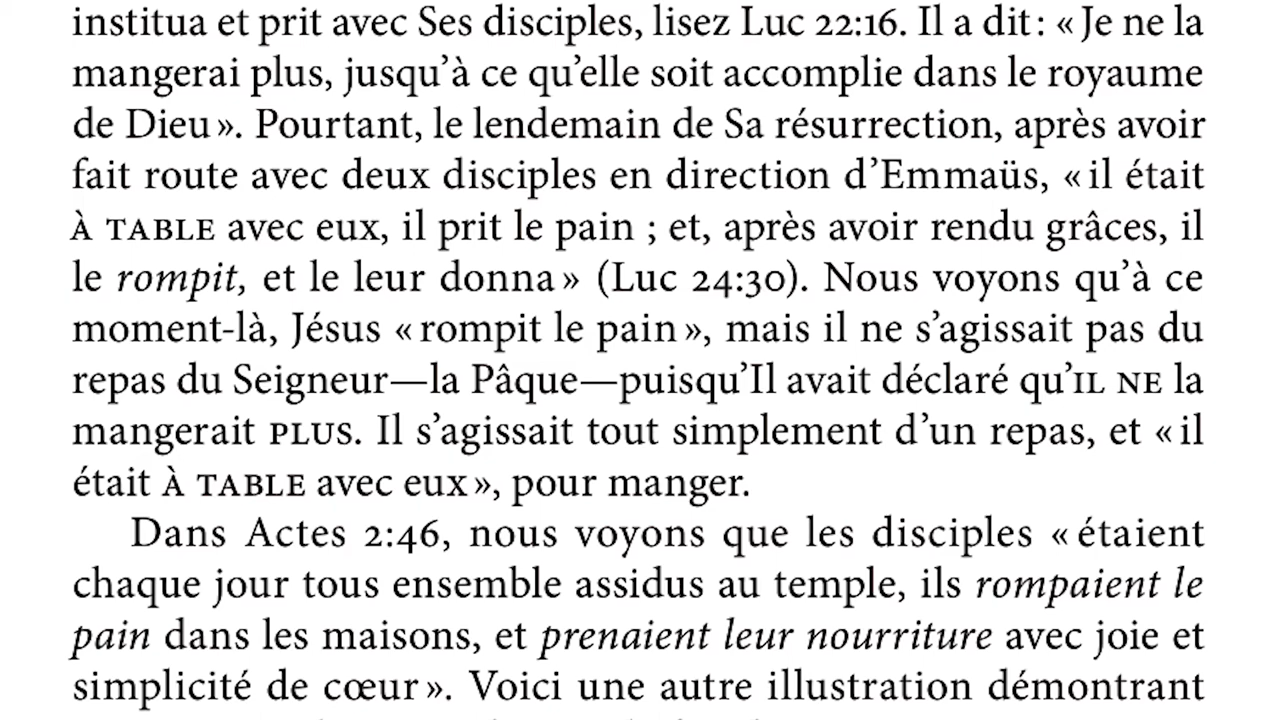 institua et prit avec Ses disciples, lisez Luc 22:16. Il a dit : « Je ne la
mangerai plus, jusqu’à ce qu’elle soit accomplie dans le royaume
de Dieu ». Pourtant, le lendemain de Sa résurrection, après avoir
fait route avec deux disciples en direction d’Emmaüs, « il était
À TABLE avec eux, il prit le pain ; et, après avoir rendu grâces, il
le rompit, et le leur donna » (Luc 24:30). Nous voyons qu’à ce
moment-là, Jésus « rompit le pain », mais il ne s’agissait pas du
repas du Seigneur—la Pâque—puisqu’Il avait déclaré qu’IL NE la
mangerait PLUS. Il s’agissait tout simplement d’un repas, et « il
était À TABLE avec eux », pour manger.
Dans Actes 2:46, nous voyons que les disciples « étaient
chaque jour tous ensemble assidus au temple, ils rompaient le
pain dans les maisons, et prenaient leur nourriture avec joie et
simplicité de cœur ». Voici une autre illustration démontrant